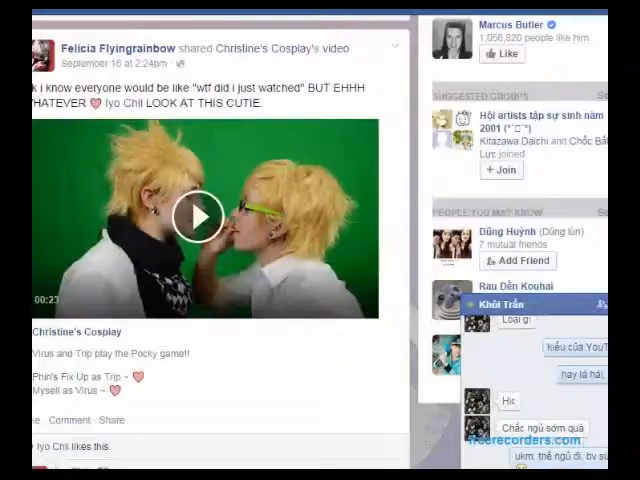 Felicia Flyingrainbow shared Christine's Cosplay's video
September 16 at 2:24pm
k i know everyone would be like "wtf did i just watched" BUT EHHH
HATEVER Iyo Chii LOOK AT THIS CUTIE.
00:23
Christine's Cosplay
Virus and Trip play the Pocky game!!
Phin's Fix Up as Trip ~
Myself as Virus ~
ke Comment Share
Iyo Chii likes this.
Marcus Butler
1,056,820 people like him.
Like
SUGGESTED GROUPS
Hội artists tập sự sinh năm
2001
Kitazawa Daichi and Chốc Bất
Lực joined
+ Join
PEOPLE YOU MAY KNOW
Dũng Huỳnh (Dũng lùn)
7 mutual friends
Add Friend
Rau Dền Kouhai
Khôi Trần
Loại gì
kiểu của YouT
hay là hải
Hic
Chắc ngủ sớm quá
ukm, thế ngủ đi, bv sứ
freerecorders.com